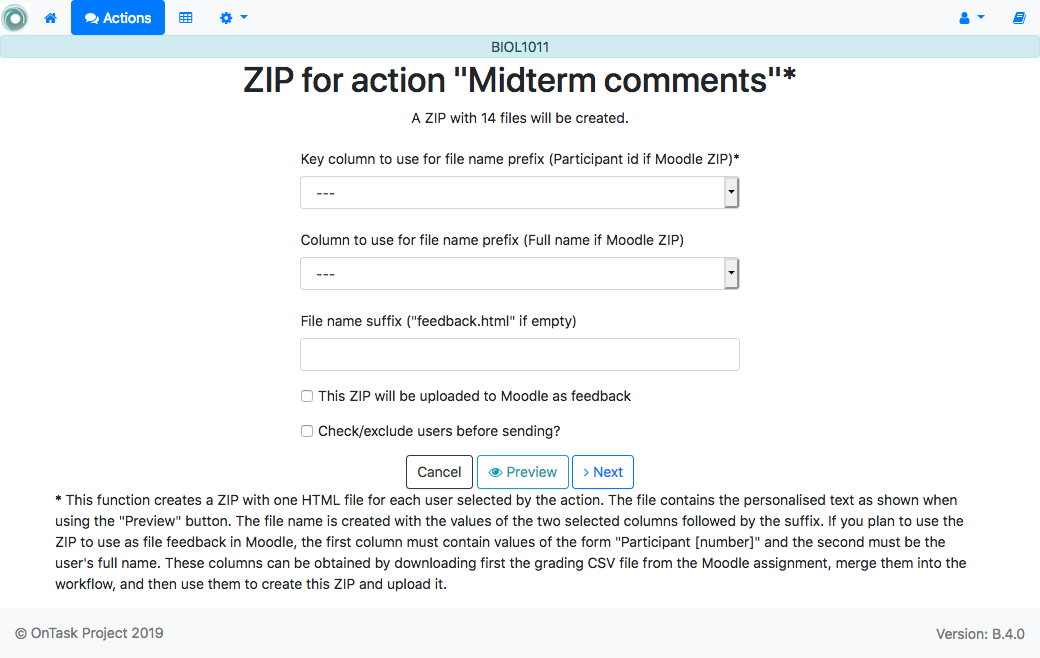 Actions
BIOL1011
ZIP for action "Midterm comments"*
A ZIP with 14 files will be created.
Key column to use for file name prefix (Participant id if Moodle ZIP)*
---
Column to use for file name prefix (Full name if Moodle ZIP)
---
File name suffix ("feedback.html" if empty)
This ZIP will be uploaded to Moodle as feedback
Check/exclude users before sending?
Cancel Preview Next
* This function creates a ZIP with one HTML file for each user selected by the action. The file contains the personalised text as shown when
using the "Preview" button. The file name is created with the values of the two selected columns followed by the suffix. If you plan to use the
ZIP to use as file feedback in Moodle, the first column must contain values of the form "Participant [number]" and the second must be the
user's full name. These columns can be obtained by downloading first the grading CSV file from the Moodle assignment, merge them into the
workflow, and then use them to create this ZIP and upload it.
© OnTask Project 2019 Version: B.4.0